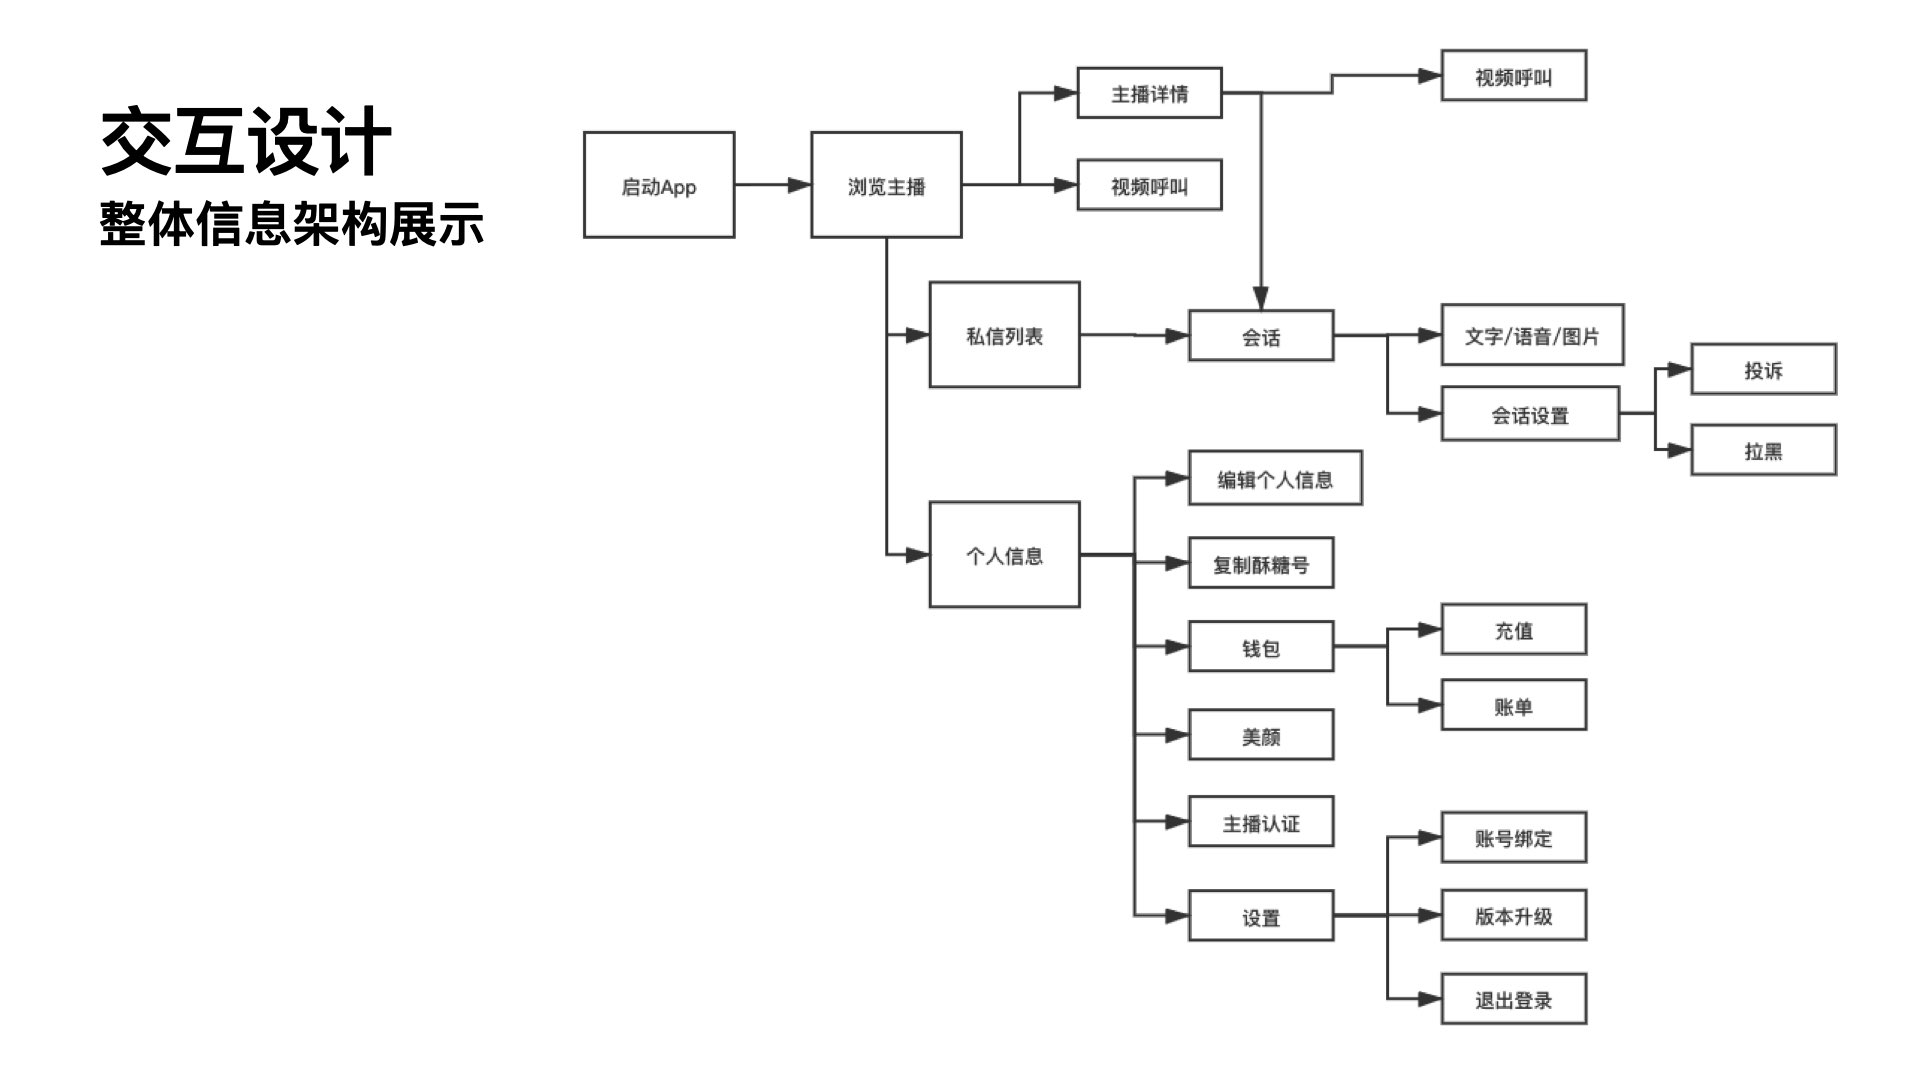 交互设计
整体信息架构展示
启动App
浏览主播
主播详情
视频呼叫
视频呼叫
私信列表
会话
文字/语音/图片
会话设置
投诉
拉黑
个人信息
编辑个人信息
复制酥糖号
钱包
充值
账单
美颜
主播认证
设置
账号绑定
版本升级
退出登录